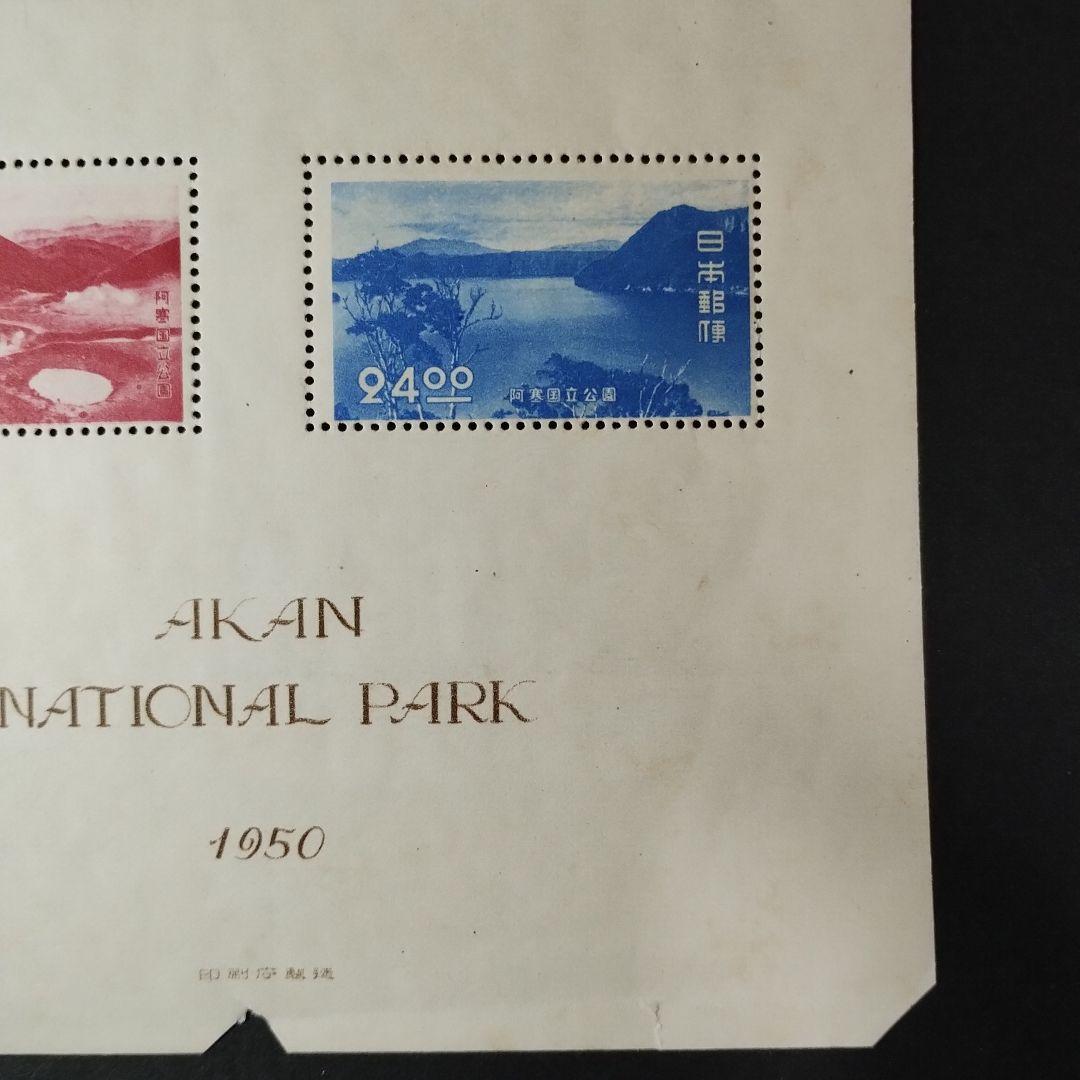 阿寒国立公園
日本郵便
24.00
阿寒国立公園
AKAN
NATIONAL PARK
1950
印刷庁製造